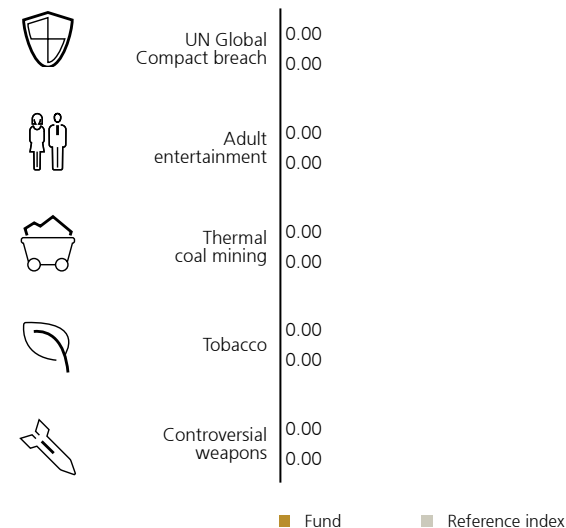 UN Global
Compact breach
0.00
0.00
Adult
entertainment
0.00
0.00
Thermal
coal mining
0.00
0.00
Tobacco
0.00
0.00
Controversial
weapons
0.00
0.00
Fund
Reference index